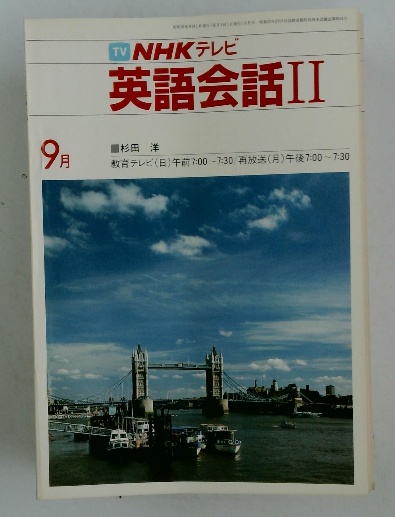 TV NHKテレビ
英語会話II
9月
■杉田 洋
教育テレビ(日)午前7:00〜7:30/再放送(月)午後7:00〜7:30